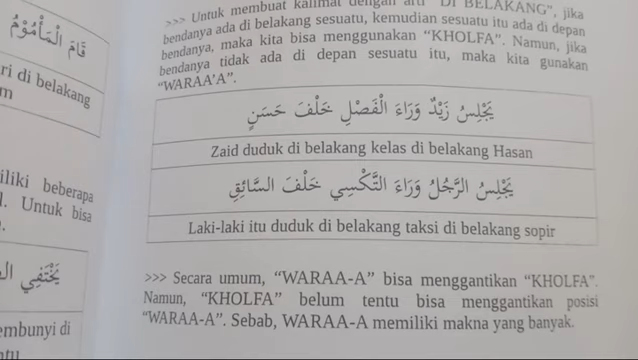 قَامَ الْمَأْمُوْمُ
ri di belakang
m
iliki beberapa
Untuk bisa
يَخْتَفِي
embunyi di
ntu
>>> Untuk membuat kalimat dengan arti "DI BELAKANG", jika
bendanya ada di belakang sesuatu, kemudian sesuatu itu ada di depan
bendanya, maka kita bisa menggunakan “KHOLFA”. Namun, jika
bendanya tidak ada di depan sesuatu itu, maka kita gunakan
“WARAA’A”.
يَجْلِسُ زَيْدٌ وَرَاءَ الْفَصْلِ خَلْفَ حَسَنٍ
Zaid duduk di belakang kelas di belakang Hasan
يَجْلِسُ الرَّجُلُ وَرَاءَ التَّكْسِي خَلْفَ السَّائِقِ
Laki-laki itu duduk di belakang taksi di belakang sopir
>>> Secara umum, “WARAA-A” bisa menggantikan “KHOLFA”.
Namun, “KHOLFA” belum tentu bisa menggantikan posisi
“WARAA-A”. Sebab, WARAA-A memiliki makna yang banyak.